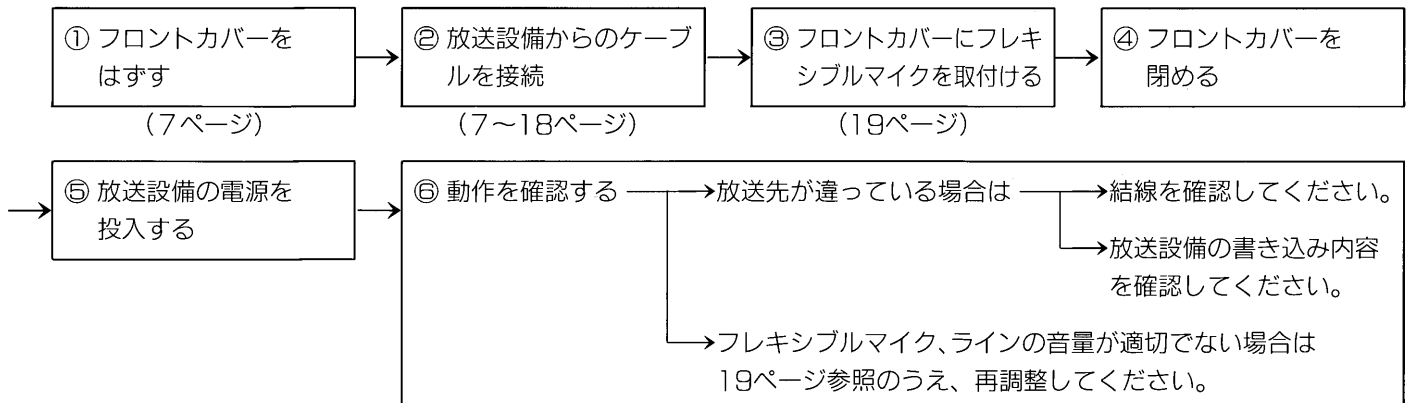 ① フロントカバーを
はずす
② 放送設備からのケーブ
ルを接続
③ フロントカバーにフレキ
シブルマイクを取付ける
④ フロントカバーを
閉める
（7ページ）
（7～18ページ）
（19ページ）
⑤ 放送設備の電源を
投入する
⑥ 動作を確認する
放送先が違っている場合は
結線を確認してください。
放送設備の書き込み内容
を確認してください。
フレキシブルマイク、ラインの音量が適切でない場合は
19ページ参照のうえ、再調整してください。